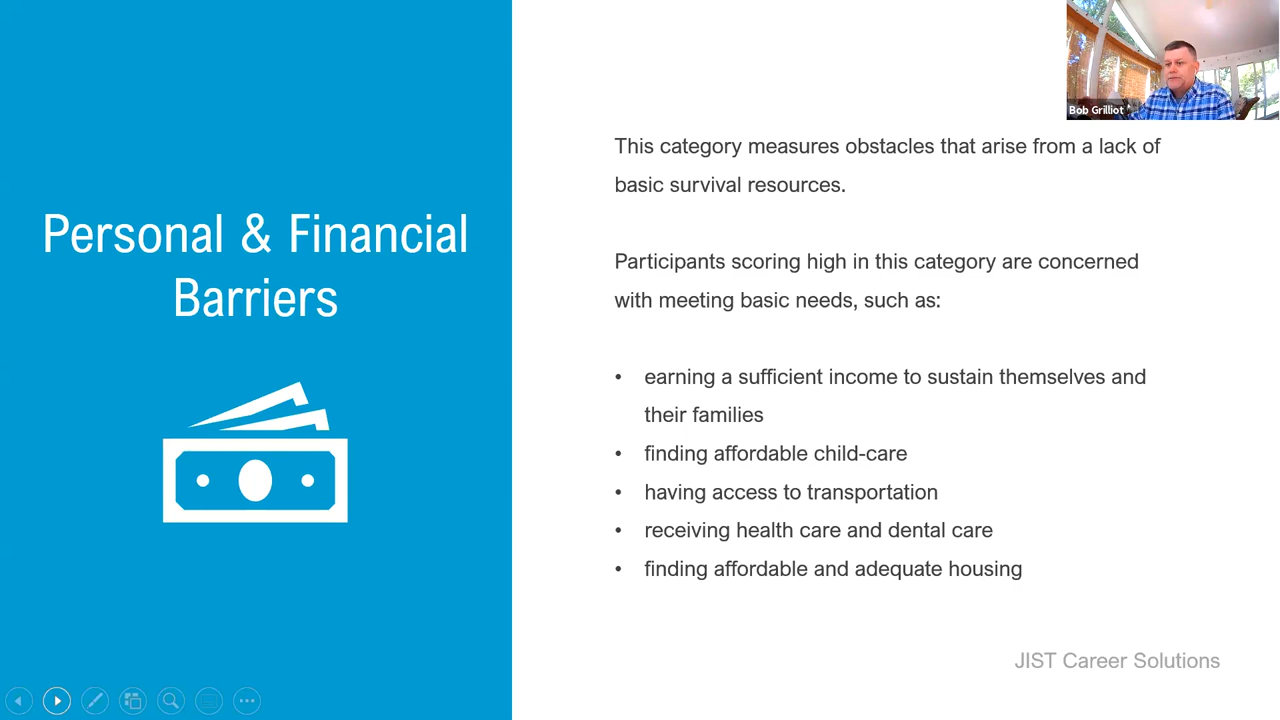 Bob Grilliot
Personal & Financial
Barriers
This category measures obstacles that arise from a lack of
basic survival resources.
Participants scoring high in this category are concerned
with meeting basic needs, such as:
• earning a sufficient income to sustain themselves and
their families
• finding affordable child-care
• having access to transportation
• receiving health care and dental care
• finding affordable and adequate housing
JIST Career Solutions